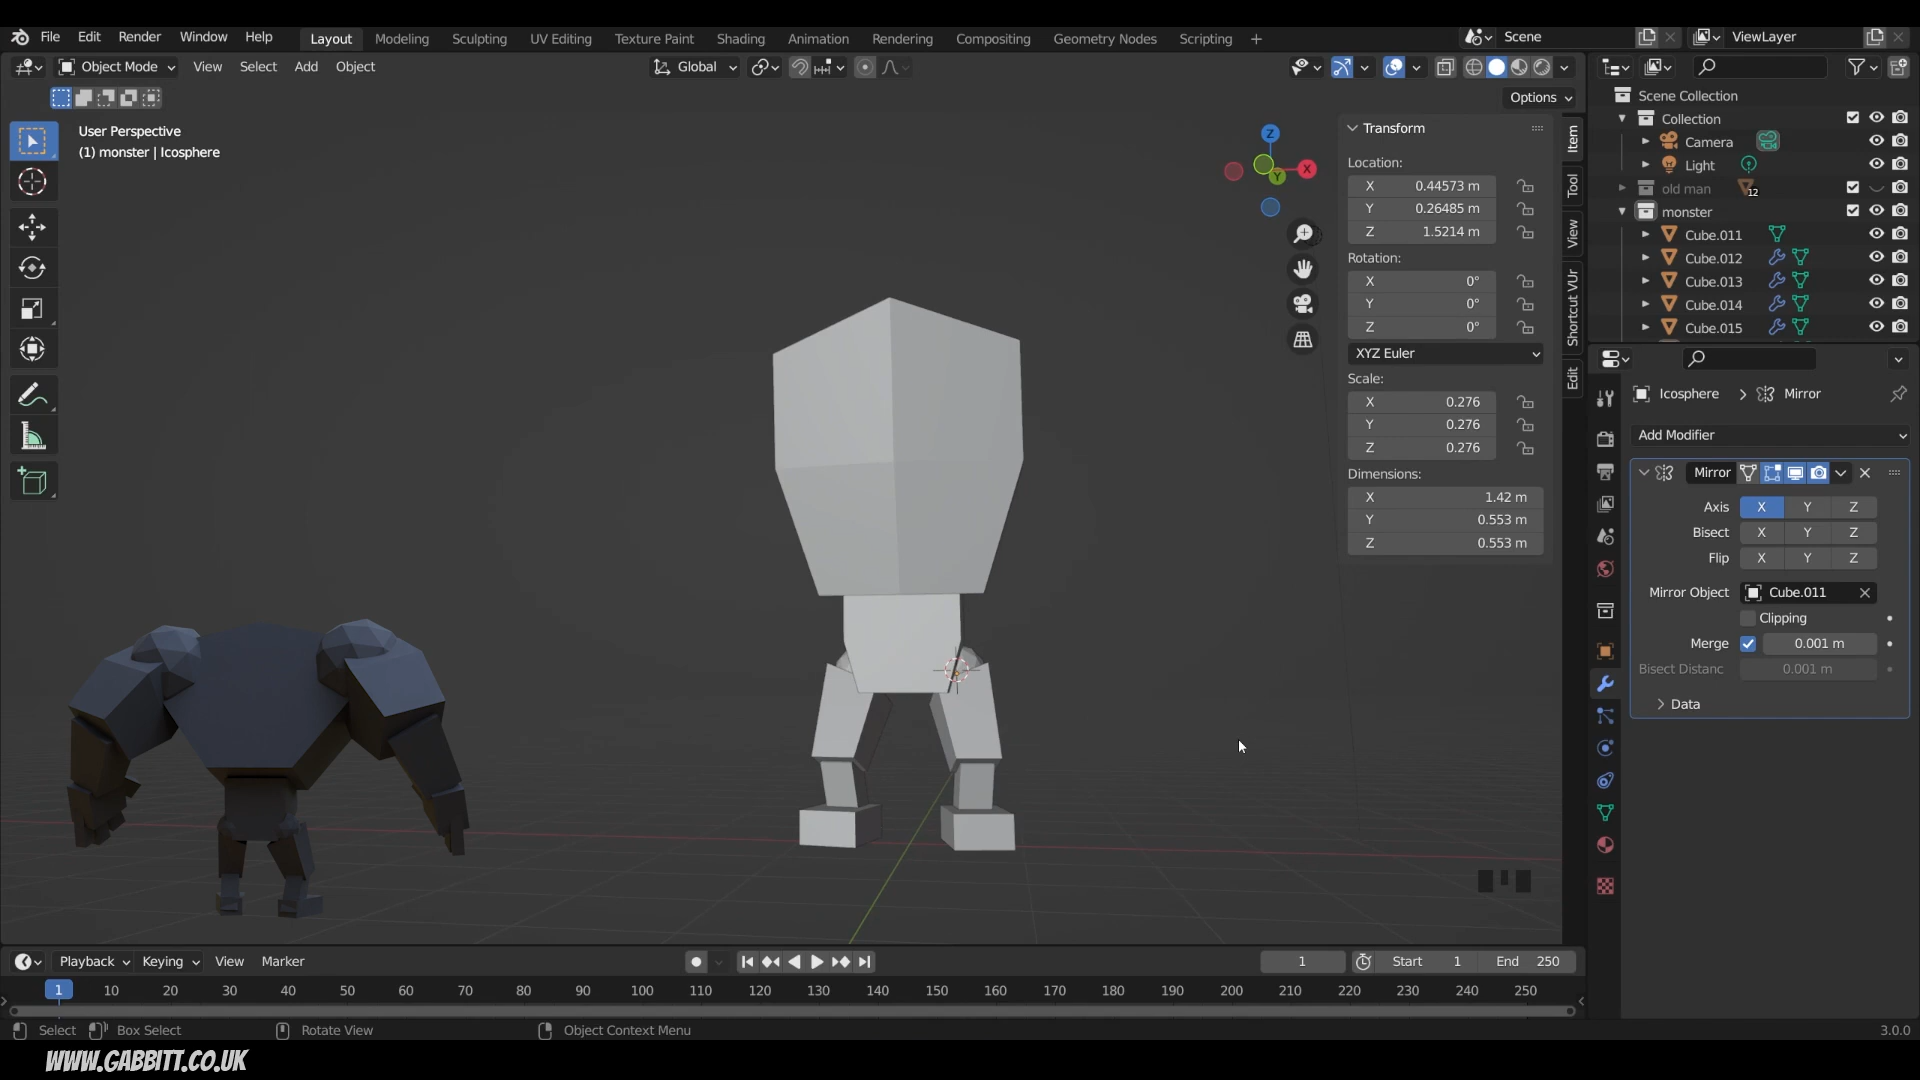 File Edit Render Window Help Layout Modeling Sculpting UV Editing Texture Paint Shading Animation Rendering Compositing Geometry Nodes Scripting + Scene ViewLayer
Object Mode View Select Add Object Global
Options
User Perspective
(1) monster | Icosphere
Z
X
Y
Transform
Location:
X 0.44573 m
Y 0.26485 m
Z 1.5214 m
Rotation:
X 0°
Y 0°
Z 0°
XYZ Euler
Scale:
X 0.276
Y 0.276
Z 0.276
Dimensions:
X 1.42 m
Y 0.553 m
Z 0.553 m
Item
Tool
View
Shortcut VUr
Edit
Scene Collection
Collection
Camera
Light
old man 12
monster
Cube.011
Cube.012
Cube.013
Cube.014
Cube.015
Icosphere > Mirror
Add Modifier
Mirror
Axis X Y Z
Bisect X Y Z
Flip X Y Z
Mirror Object Cube.011
Clipping
Merge 0.001 m
Bisect Distanc 0.001 m
Data
Playback Keying View Marker 1 Start 1 End 250
1 10 20 30 40 50 60 70 80 90 100 110 120 130 140 150 160 170 180 190 200 210 220 230 240 250
Select Box Select Rotate View Object Context Menu 3.0.0
WWW.GABBITT.CO.UK